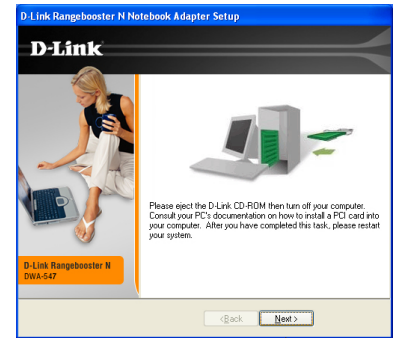 D-Link Rangebooster N Notebook Adapter Setup
D-Link
Please eject the D-Link CD-ROM then turn off your computer.
Consult your PC's documentation on how to install a PCI card into
your computer. After you have completed this task, please restart
your system.
D-Link Rangebooster N
DWA-547
<Back Next >